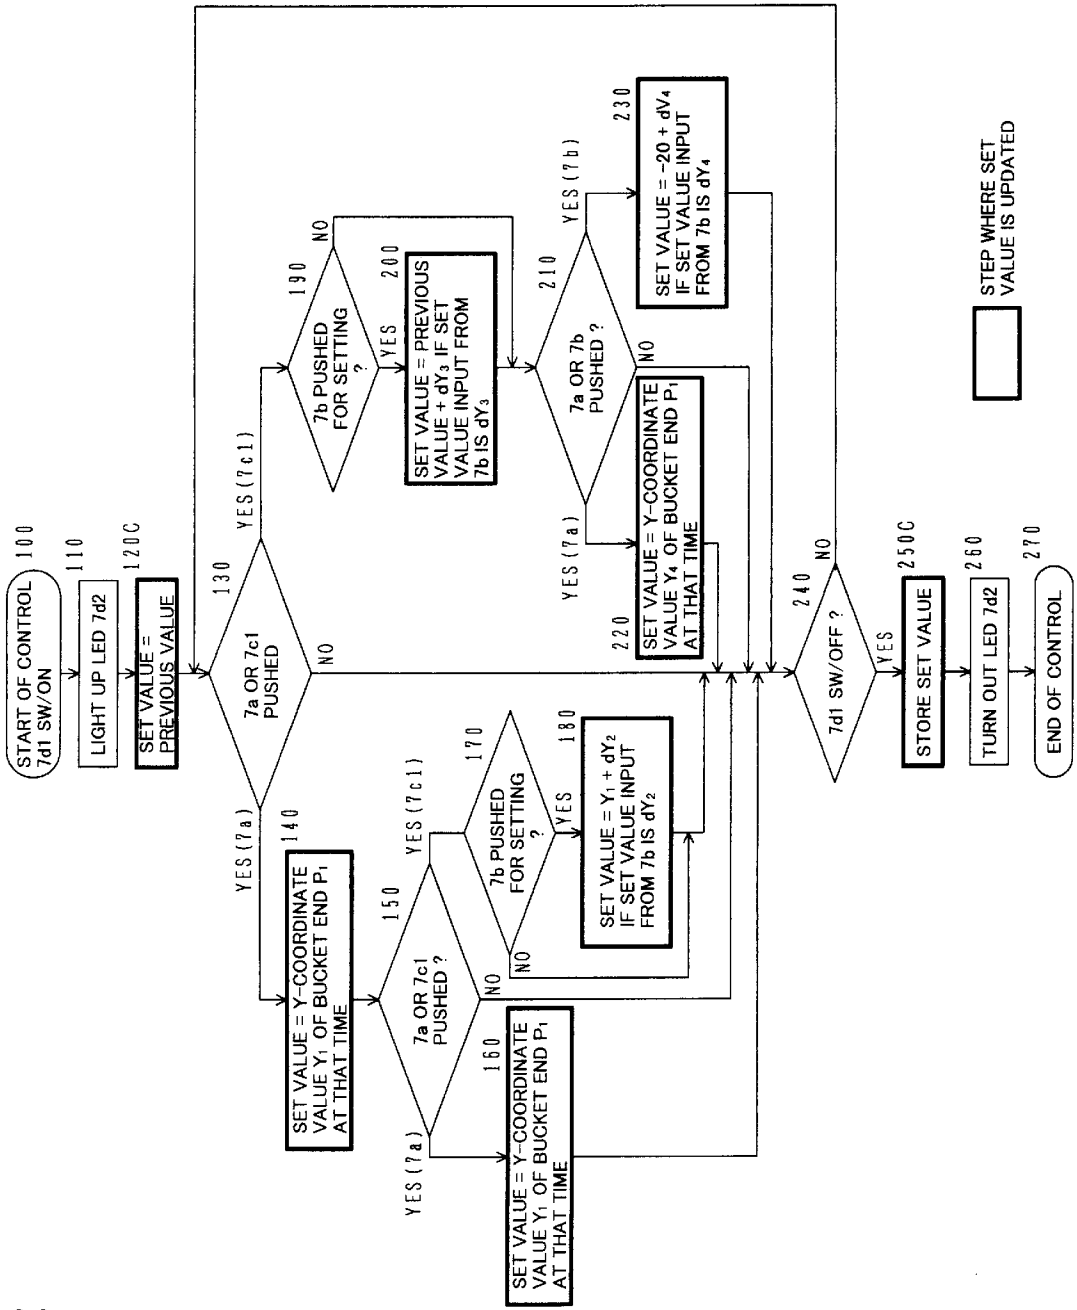 START OF CONTROL
7d1 SW/ON
100
LIGHT UP LED 7d2
110
SET VALUE =
PREVIOUS VALUE
120C
7a OR 7c1
PUSHED
130
YES(7a)
YES(7c1)
NO
SET VALUE = Y-COORDINATE
VALUE Y1 OF BUCKET END P1
AT THAT TIME
140
7a OR 7c1
PUSHED ?
150
YES(7a)
YES(7c1)
NO
SET VALUE = Y-COORDINATE
VALUE Y1 OF BUCKET END P1
AT THAT TIME
160
7b PUSHED
FOR SETTING
?
170
NO
YES
SET VALUE = Y1 + dY2
IF SET VALUE INPUT
FROM 7b IS dY2
180
7b PUSHED
FOR SETTING
?
190
NO
YES
SET VALUE = PREVIOUS
VALUE + dY3 IF SET
VALUE INPUT FROM
7b IS dY3
200
7a OR 7b
PUSHED ?
210
YES(7a)
YES(7b)
NO
SET VALUE = Y-COORDINATE
VALUE Y4 OF BUCKET END P1
AT THAT TIME
220
SET VALUE = -20 + dV4
IF SET VALUE INPUT
FROM 7b IS dY4
230
7d1 SW/OFF ?
240
NO
YES
STORE SET VALUE
250C
TURN OUT LED 7d2
260
END OF CONTROL
270
STEP WHERE SET
VALUE IS UPDATED